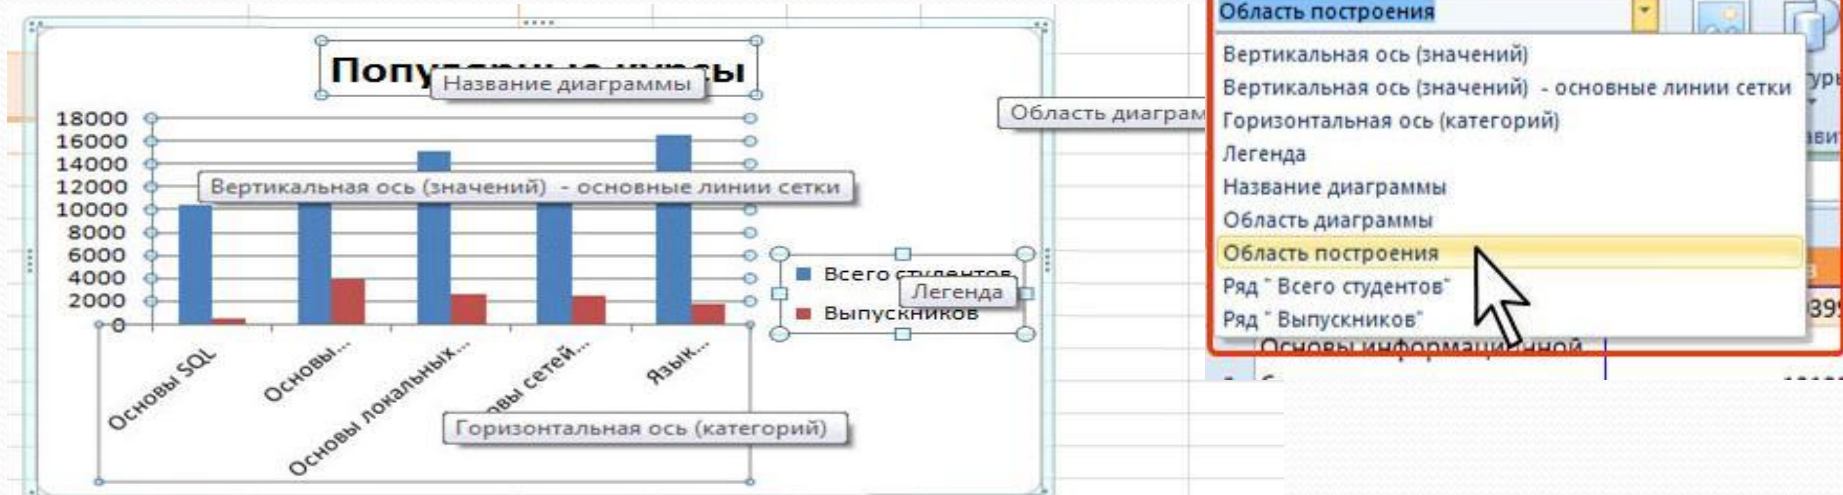 Название диаграммы
18000
16000
14000
12000
10000
8000
6000
4000
2000
0
Вертикальная ось (значений) - основные линии сетки
Основы SQL
Основы...
Основы локальных...
сетей...
Язык...
Горизонтальная ось (категорий)
Всего студентов
Легенда
Выпускников
Область
Область построения
Вертикальная ось (значений)
Вертикальная ось (значений) - основные линии сетки
Горизонтальная ось (категорий)
Легенда
Название диаграммы
Область диаграммы
Область построения
Ряд "Всего студентов"
Ряд "Выпускников"
Основы информационной